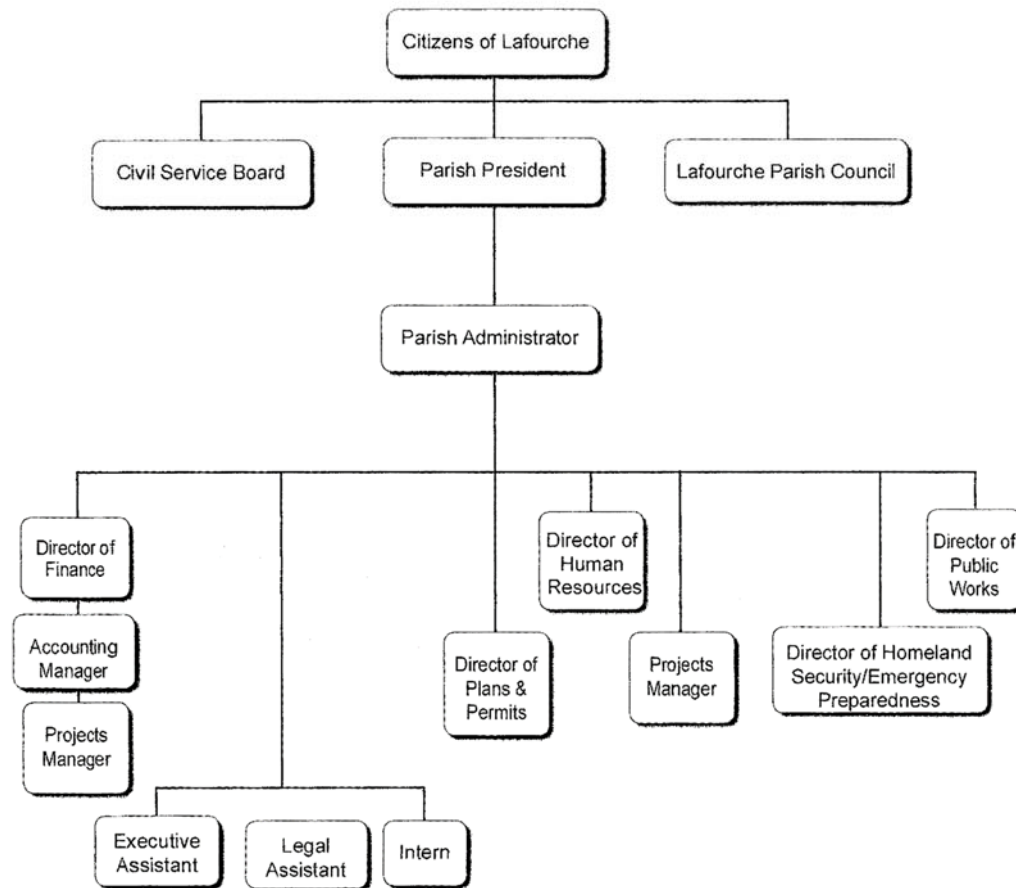 Citizens of Lafourche
Civil Service Board
Parish President
Lafourche Parish Council
Parish Administrator
Director of
Finance
Accounting
Manager
Projects
Manager
Executive
Assistant
Legal
Assistant
Intern
Director of
Plans &
Permits
Director of
Human
Resources
Projects
Manager
Director of Homeland
Security/Emergency
Preparedness
Director of
Public
Works